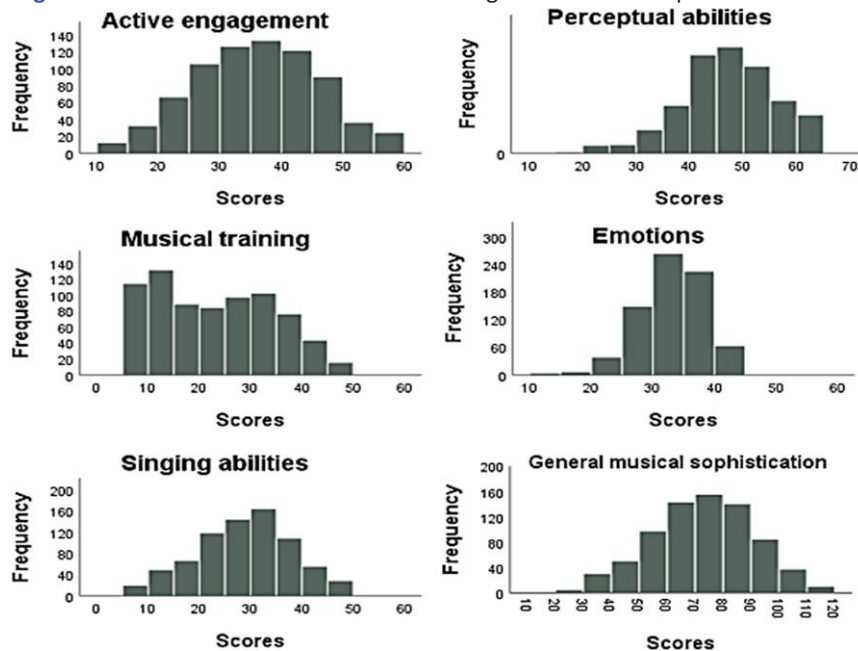 Active engagement
140
120
100
80
60
40
20
0
Frequency
10 20 30 40 50 60
Scores
Perceptual abilities
Frequency
0
10 20 30 40 50 60 70
Scores
Musical training
140
120
100
80
60
40
20
0
Frequency
0 10 20 30 40 50 60
Scores
Emotions
300
240
180
120
60
0
Frequency
10 20 30 40 50 60
Scores
Singing abilities
200
160
120
80
40
0
Frequency
0 10 20 30 40 50 60
Scores
General musical sophistication
200
160
120
80
40
0
Frequency
10 20 30 40 50 60 70 80 90 100 110 120
Scores